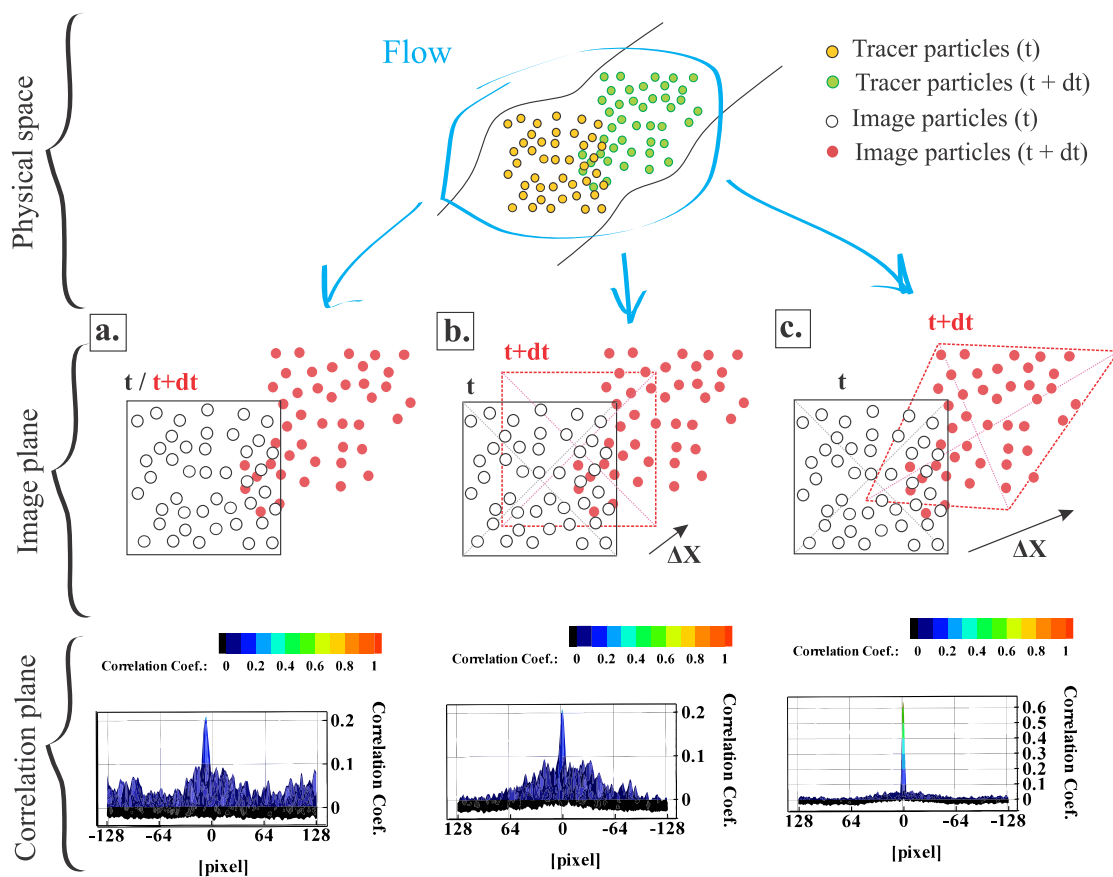 Flow
Tracer particles (t)
Tracer particles (t + dt)
Image particles (t)
Image particles (t + dt)
Physical space
a.
t / t+dt
b.
t+dt
t
ΔX
c.
t+dt
t
ΔX
Image plane
Correlation Coef.: 0 0.2 0.4 0.6 0.8 1
0.2
0.1
0
Correlation Coef.
-128 -64 0 64 128
[pixel]
Correlation Coef.: 0 0.2 0.4 0.6 0.8 1
0.2
0.1
0
Correlation Coef.
128 64 0 -64 -128
[pixel]
Correlation Coef.: 0 0.2 0.4 0.6 0.8 1
0.6
0.5
0.4
0.3
0.2
0.1
0
Correlation Coef.
128 64 0 -64 -128
[pixel]
Correlation plane